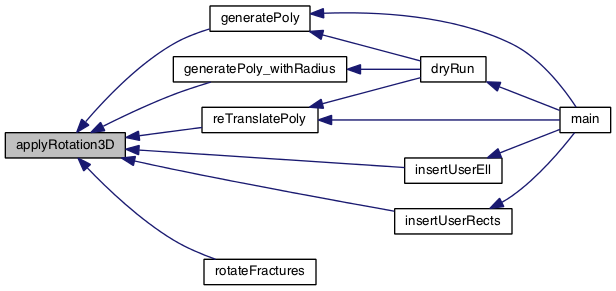 generatePoly
generatePoly_withRadius
dryRun
reTranslatePoly
main
applyRotation3D
insertUserEll
insertUserRects
rotateFractures